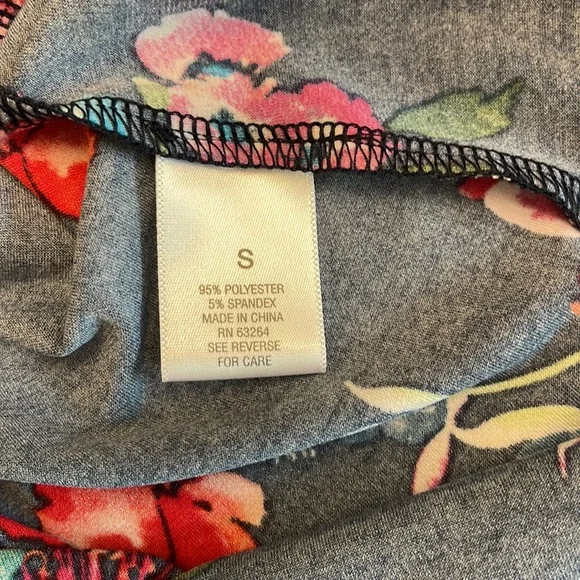 S
95% POLYESTER
5% SPANDEX
MADE IN CHINA
RN 63264
SEE REVERSE
FOR CARE